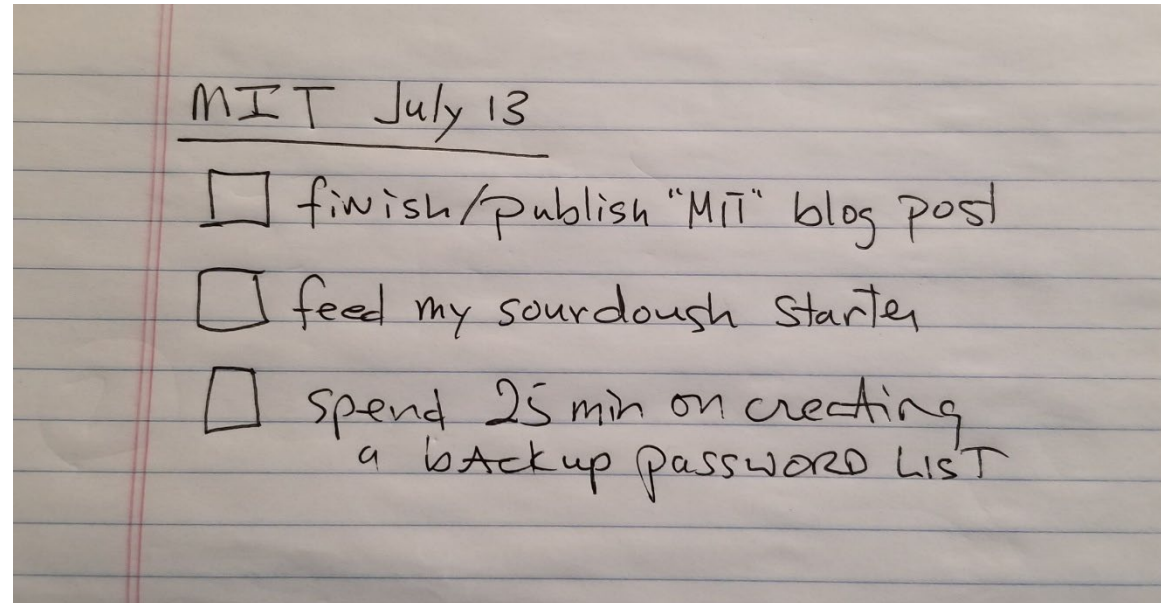 MIT July 13
finish/publish "MIT" blog post
feed my sourdough starter
spend 25 min on creating
a bAckup passWORD LIST